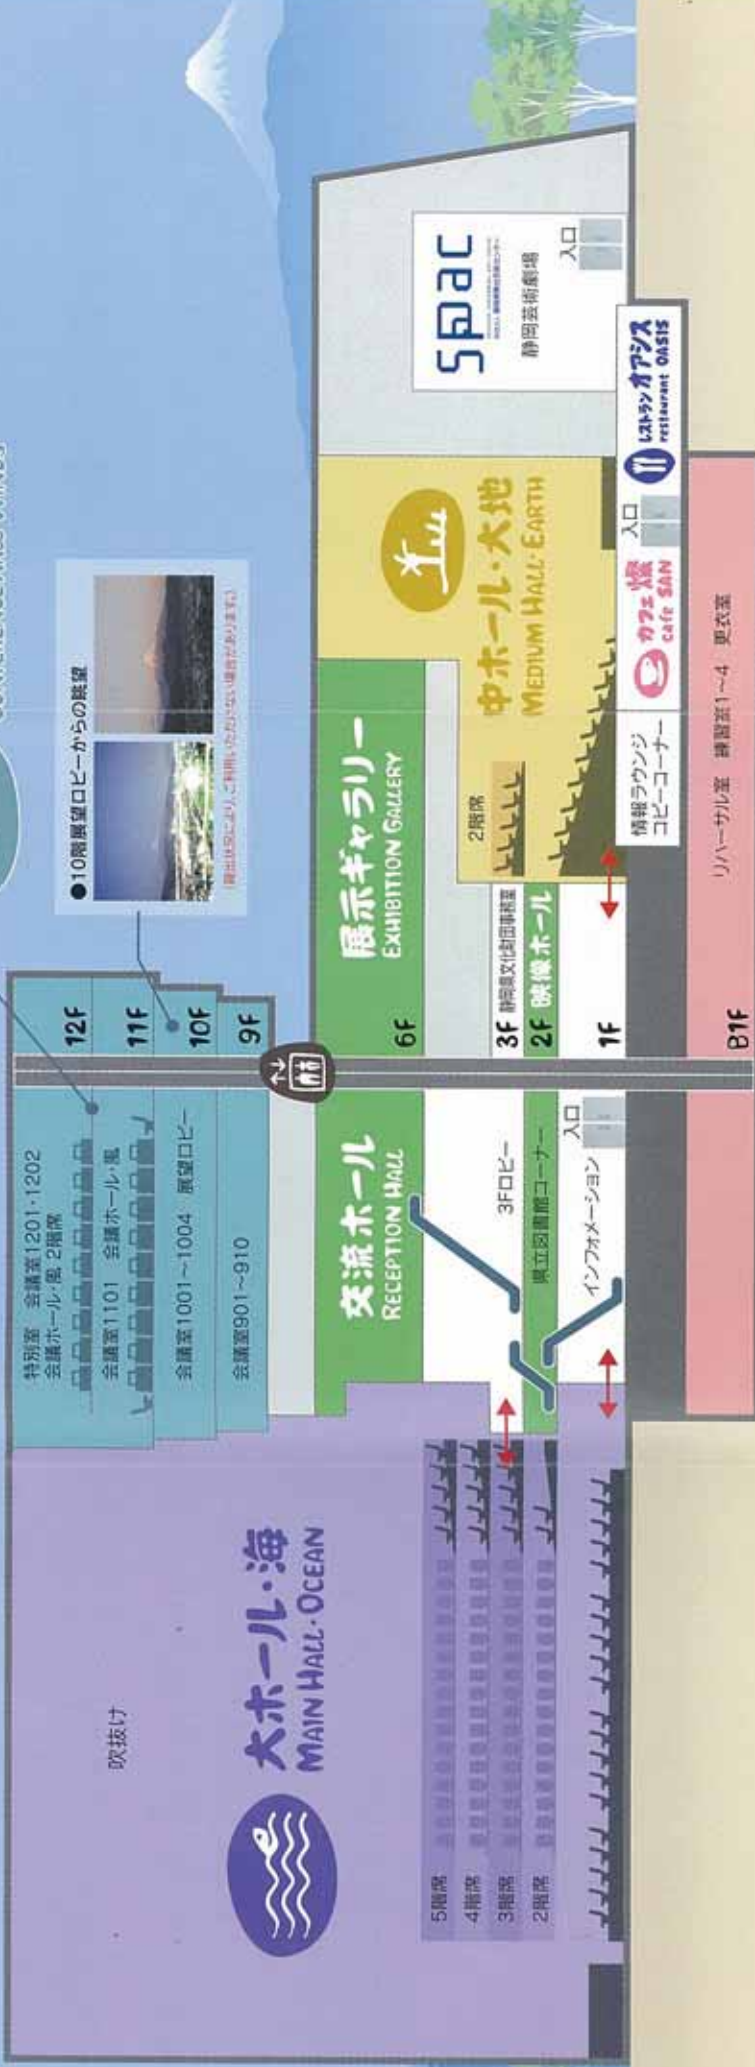 ●10階展望ロビーからの眺望
12F
特別室 会議室1201・1202
会議ホール・風 2階席
11F
会議室1101 会議ホール・風
10F
会議室1001～1004 展望ロビー
9F
会議室901～910
吹抜け
大ホール・海
MAIN HALL・OCEAN
5階席
4階席
3階席
2階席
交流ホール
RECEPTION HALL
6F
展示ギャラリー
EXHIBITION GALLERY
3Fロビー
3F 静岡県文化財団事務室
県立図書館コーナー
2F 映像ホール
インフォメーション
入口
1F
2階席
中ホール・大地
MEDIUM HALL・EARTH
spac
静岡芸術劇場
入口
情報ラウンジ
コピーコーナー
カフェ 燦
cafe SAN
入口
レストラン オアシス
restaurant OASIS
B1F
リハーサル室 練習室1～4 更衣室